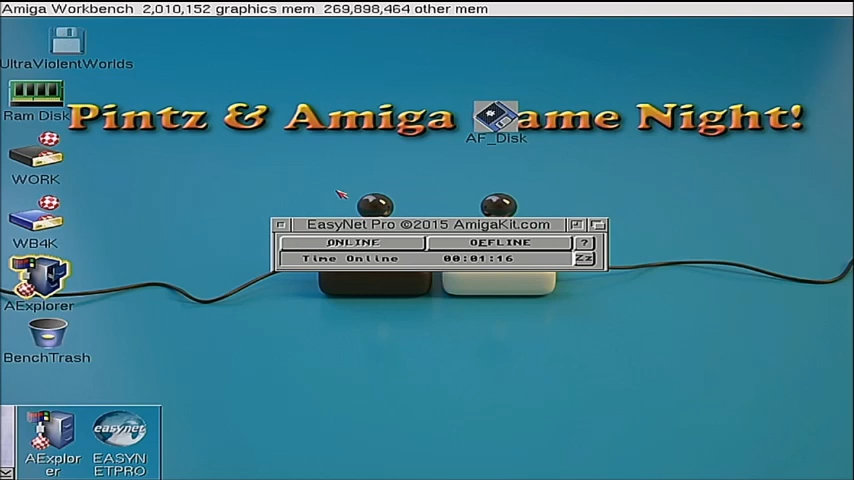 Amiga Workbench 2,010,152 graphics mem 269,898,464 other mem
UltraViolentWorlds
Ram Disk
Pintz & Amiga Game Night!
AF_Disk
WORK
EasyNet Pro ©2015 AmigaKit.com
ONLINE OFFLINE ?
Time Online 00:01:16 Zz
WB4K
AExplorer
BenchTrash
AExplor
er
easynet
EASYN
ETPRO